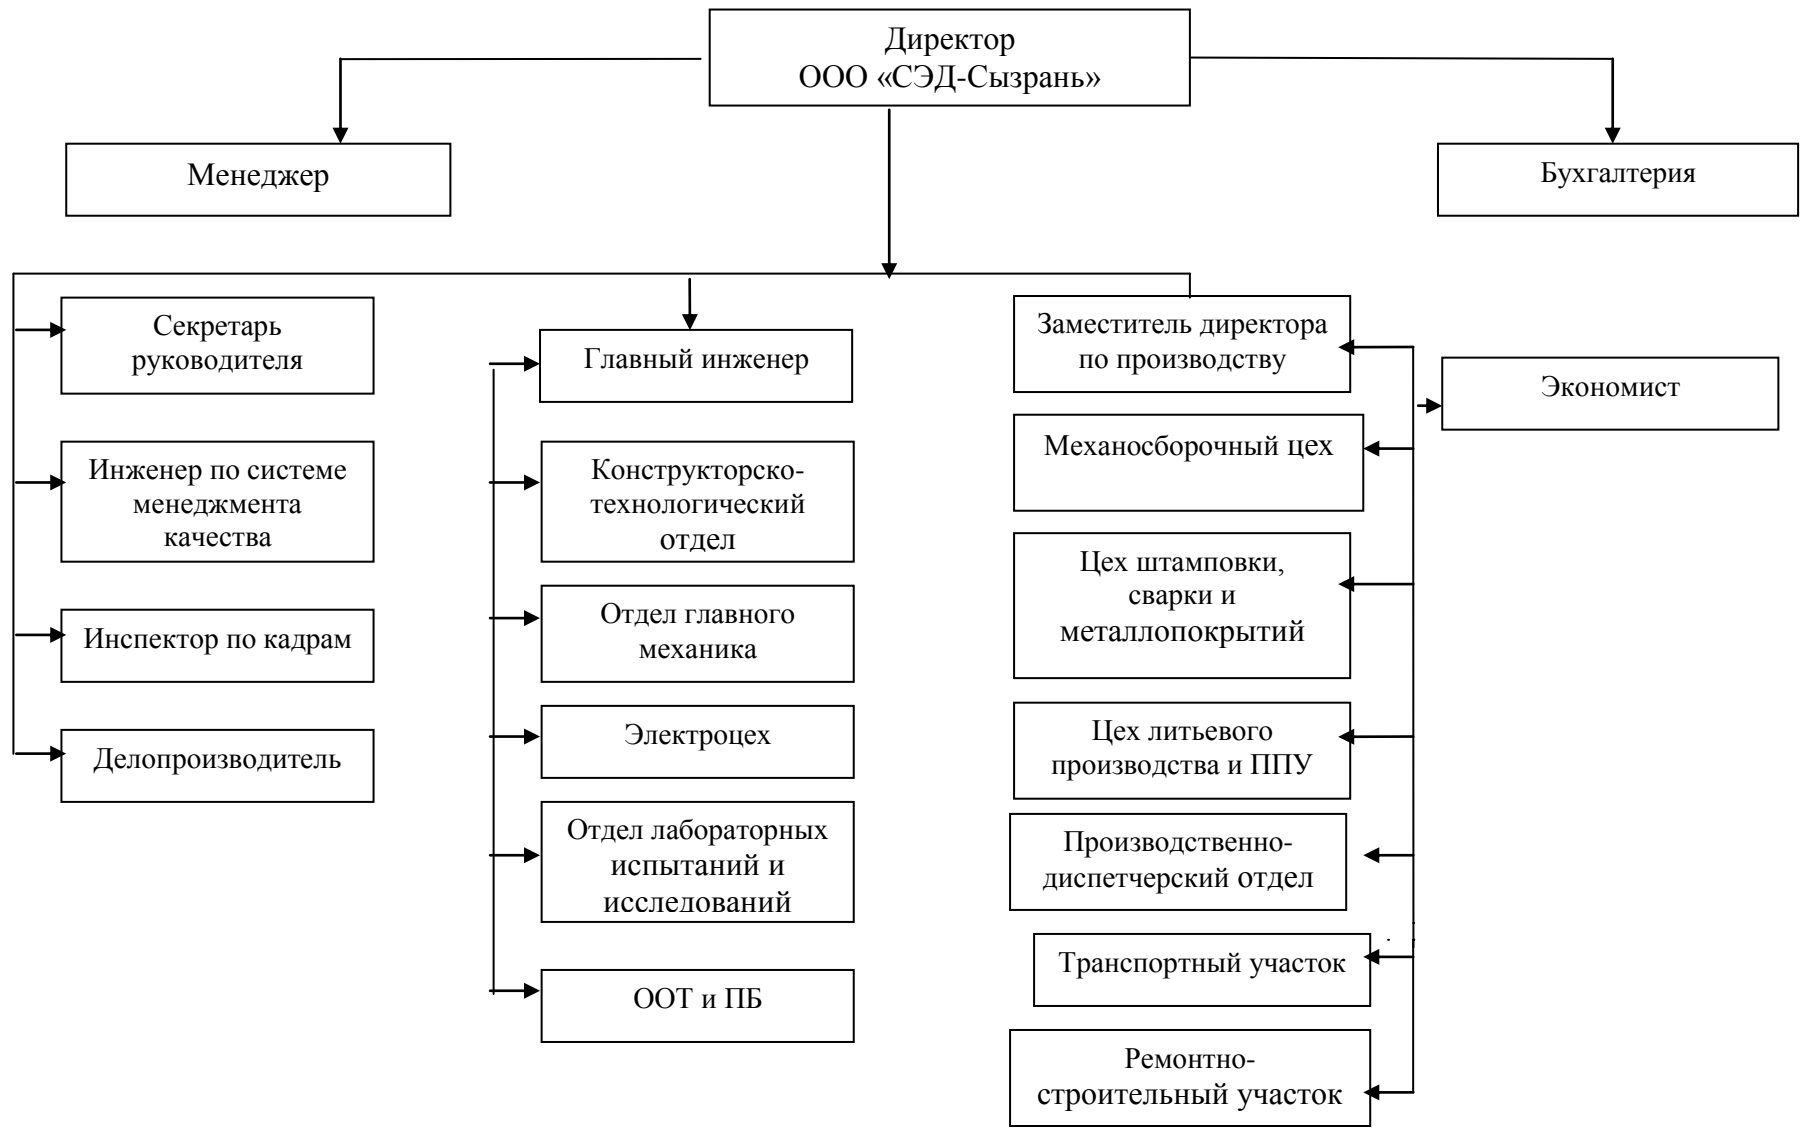 Директор
ООО «СЭД-Сызрань»
Менеджер
Бухгалтерия
Секретарь
руководителя
Инженер по системе
менеджмента
качества
Инспектор по кадрам
Делопроизводитель
Главный инженер
Конструкторско-
технологический
отдел
Отдел главного
механика
Электроцех
Отдел лабораторных
испытаний и
исследований
ООТ и ПБ
Заместитель директора
по производству
Механосборочный цех
Цех штамповки,
сварки и
металлопокрытий
Цех литьевого
производства и ППУ
Производственно-
диспетчерский отдел
Транспортный участок
Ремонтно-
строительный участок
Экономист